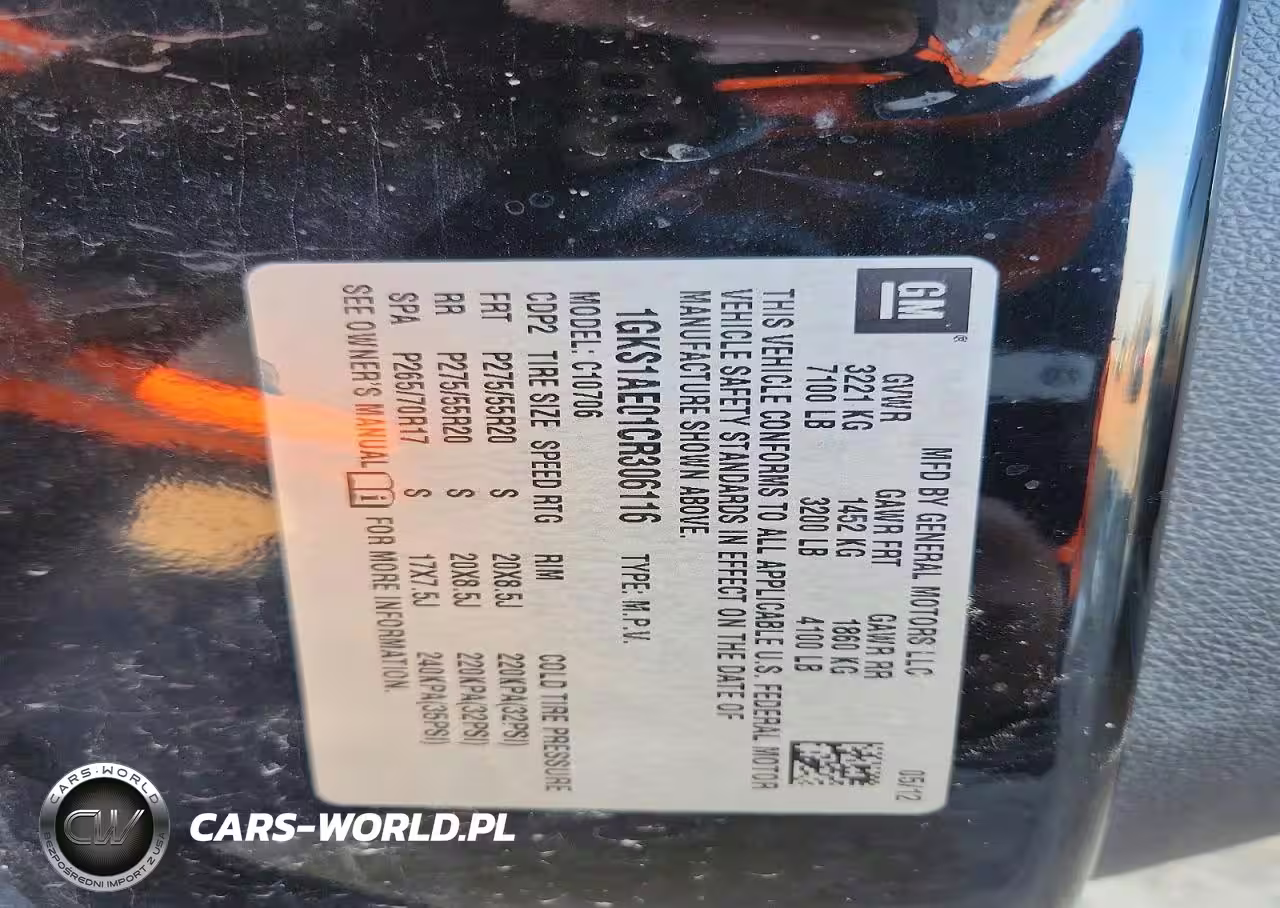 GM®
MFD BY GENERAL MOTORS LLC 05/12
GVWR GAWR FRT GAWR RR
3221 KG 1452 KG 1860 KG
7100 LB 3200 LB 4100 LB
THIS VEHICLE CONFORMS TO ALL APPLICABLE U.S. FEDERAL MOTOR
VEHICLE SAFETY STANDARDS IN EFFECT ON THE DATE OF
MANUFACTURE SHOWN ABOVE.
1GKS1AE01CR306116 TYPE: M.P.V.
MODEL: C10706
CDP2 TIRE SIZE SPEED RTG RIM COLD TIRE PRESSURE
FRT P275/55R20 S 20X8.5J 220KPA(32PSI)
RR P275/55R20 S 20X8.5J 220KPA(32PSI)
SPA P265/70R17 S 17X7.5J 240KPA(35PSI)
SEE OWNER'S MANUAL i FOR MORE INFORMATION.
CARS-WORLD
CW
BEZPOŚREDNI IMPORT Z USA
CARS-WORLD.PL